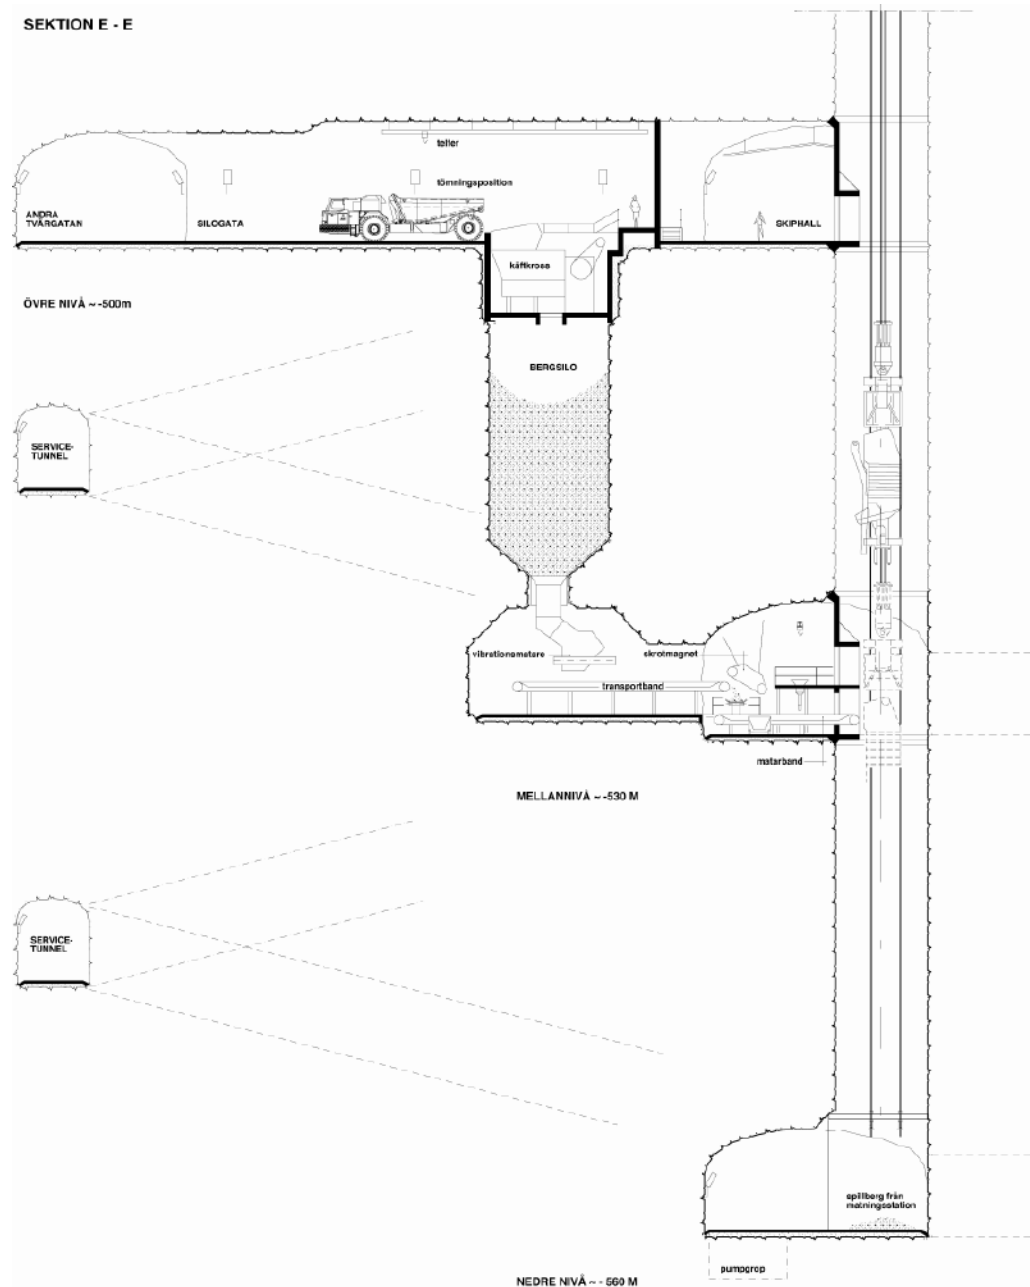 SEKTION E - E
telfer
tömningsposition
ANDRA
TVÄRGATAN
SILOGATA
SKIPHALL
käftkross
ÖVRE NIVÅ ~ -500m
BERGSILO
SERVICE-
TUNNEL
vibrationsmatare
skrotmagnet
transportband
matarband
MELLANNIVÅ ~ -530 M
SERVICE-
TUNNEL
spillberg från
matningsstation
pumpgrop
NEDRE NIVÅ ~ - 560 M